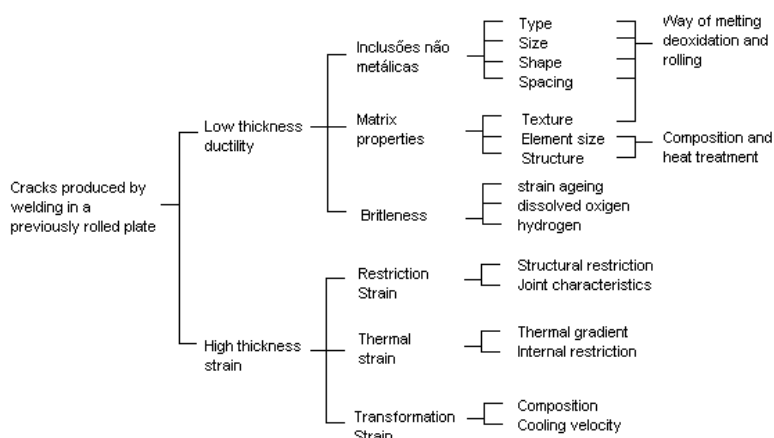 Cracks produced by
welding in a
previously rolled plate
Low thickness
ductility
Inclusões não
metálicas
Type
Size
Shape
Spacing
Way of melting
deoxidation and
rolling
Matrix
properties
Texture
Element size
Structure
Composition and
heat treatment
Britleness
strain ageing
dissolved oxigen
hydrogen
High thickness
strain
Restriction
Strain
Structural restriction
Joint characteristics
Thermal
strain
Thermal gradient
Internal restriction
Transformation
Strain
Composition
Cooling velocity